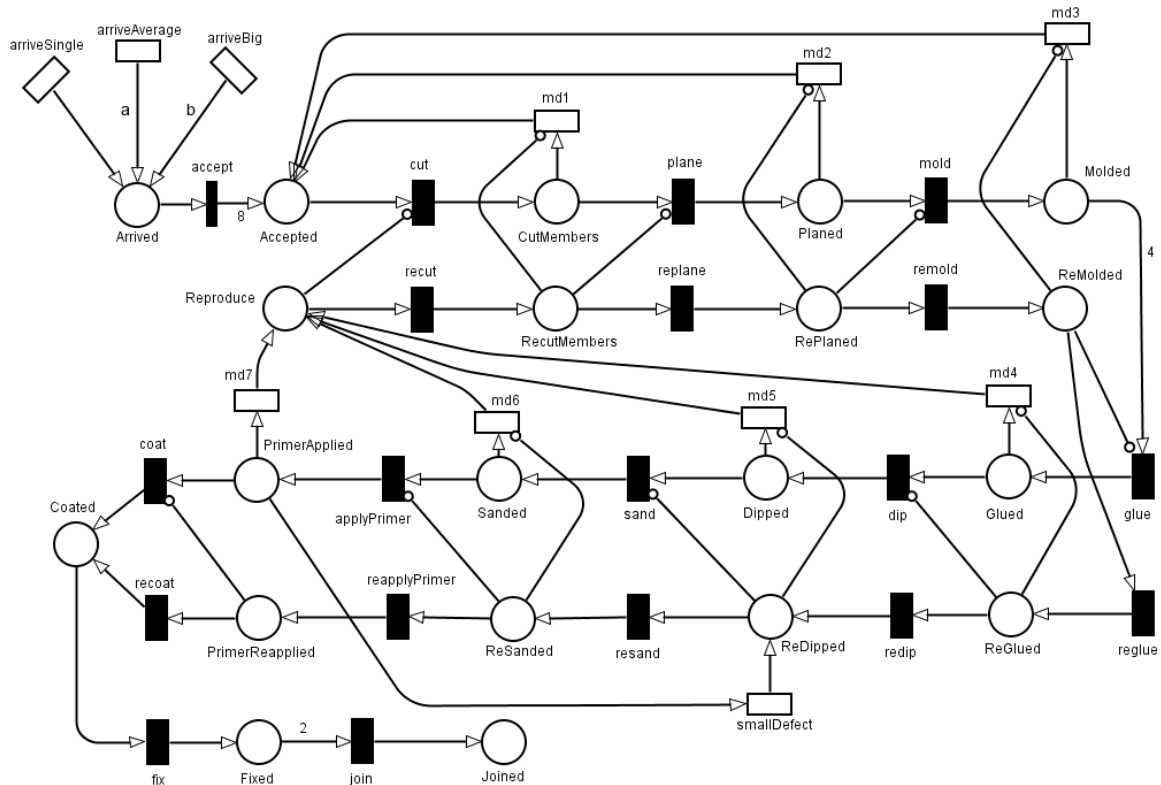 arriveSingle
arriveAverage
arriveBig
md3
md2
md1
a
b
accept
cut
plane
mold
Molded
8
Arrived
Accepted
CutMembers
Planed
4
Reproduce
recut
replane
remold
ReMolded
RecutMembers
RePlaned
md7
md6
md5
md4
coat
PrimerApplied
Coated
applyPrimer
Sanded
sand
Dipped
dip
Glued
glue
recoat
reapplyPrimer
PrimerReapplied
ReSanded
resand
ReDipped
redip
ReGlued
reglue
smallDefect
2
fix
Fixed
join
Joined